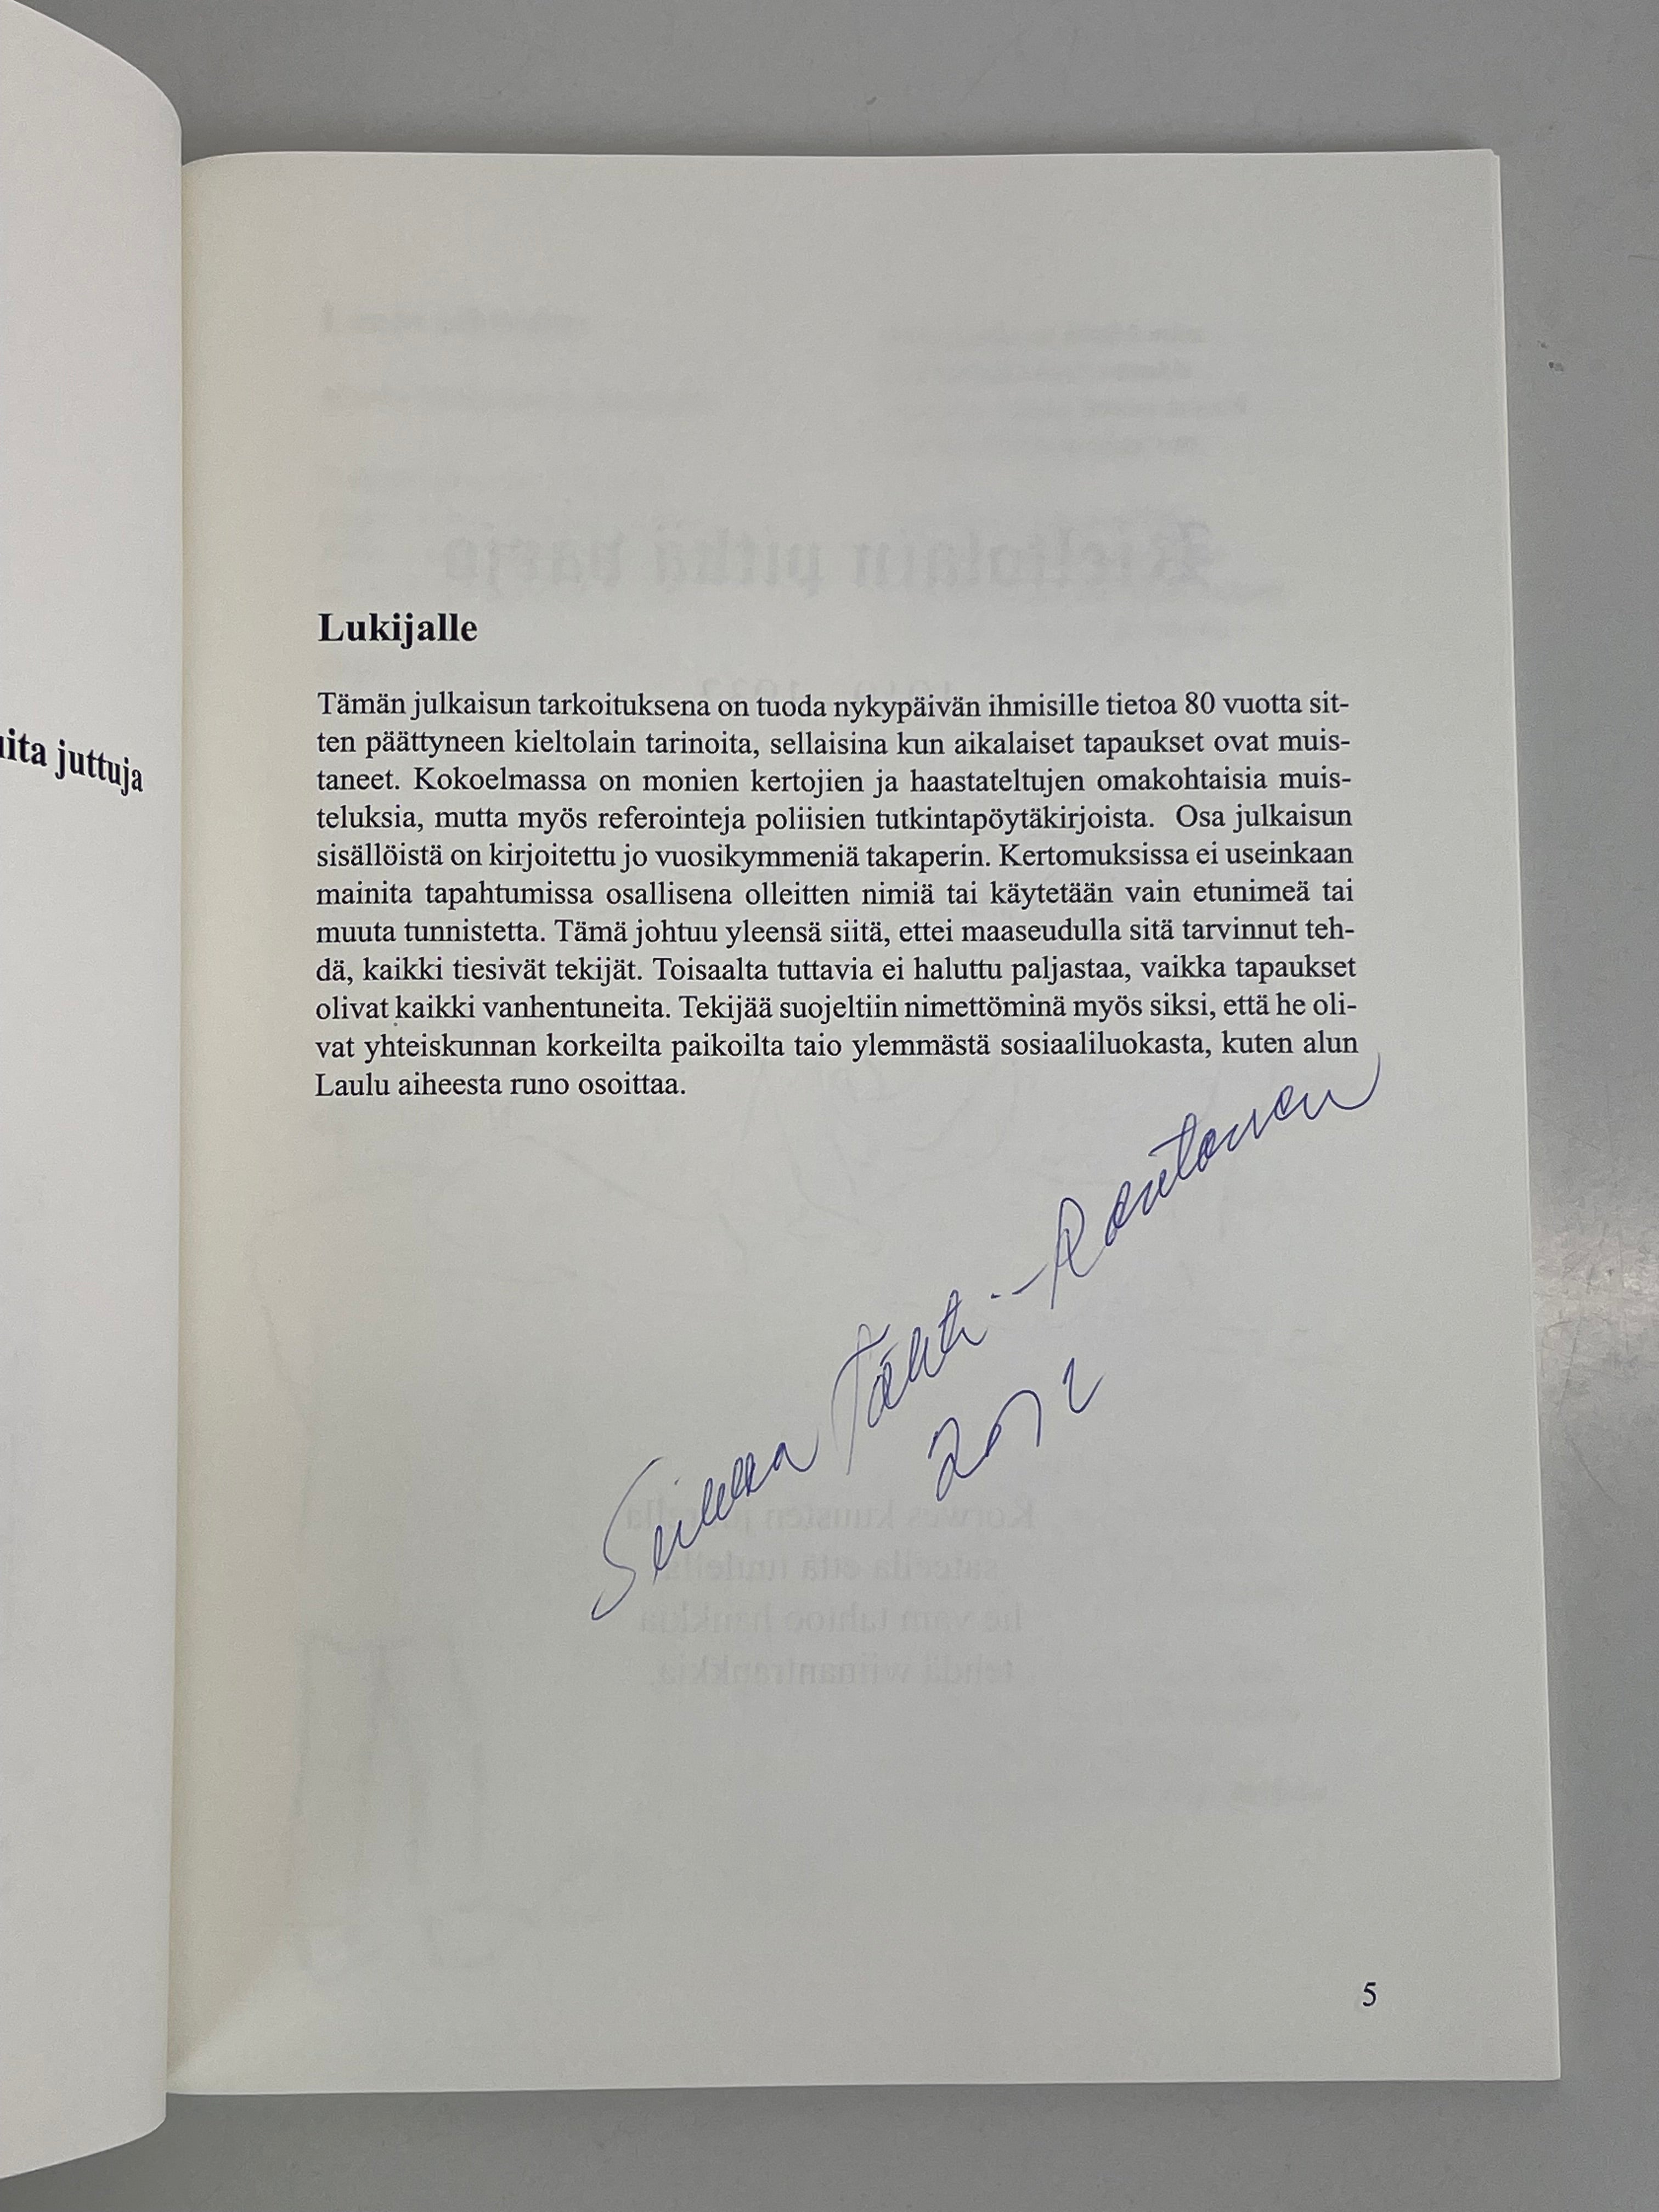 ita juttuja
Lukijalle
Tämän julkaisun tarkoituksena on tuoda nykypäivän ihmisille tietoa 80 vuotta sit-
ten päättyneen kieltolain tarinoita, sellaisina kun aikalaiset tapaukset ovat muis-
taneet. Kokoelmassa on monien kertojien ja haastateltujen omakohtaisia muis-
teluksia, mutta myös referointeja poliisien tutkintapöytäkirjoista. Osa julkaisun
sisällöistä on kirjoitettu jo vuosikymmeniä takaperin. Kertomuksissa ei useinkaan
mainita tapahtumissa osallisena olleitten nimiä tai käytetään vain etunimeä tai
muuta tunnistetta. Tämä johtuu yleensä siitä, ettei maaseudulla sitä tarvinnut teh-
dä, kaikki tiesivät tekijät. Toisaalta tuttavia ei haluttu paljastaa, vaikka tapaukset
olivat kaikki vanhentuneita. Tekijää suojeltiin nimettöminä myös siksi, että he oli-
vat yhteiskunnan korkeilta paikoilta taio ylemmästä sosiaaliluokasta, kuten alun
Laulu aiheesta runo osoittaa.
Tähti-Rautanen
2012
5